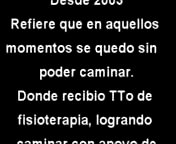 Desde 2003
Refiere que en aquellos
momentos se quedo sin
poder caminar.
Donde recibio TTo de
fisioterapia, logrando
caminar con apoyo de